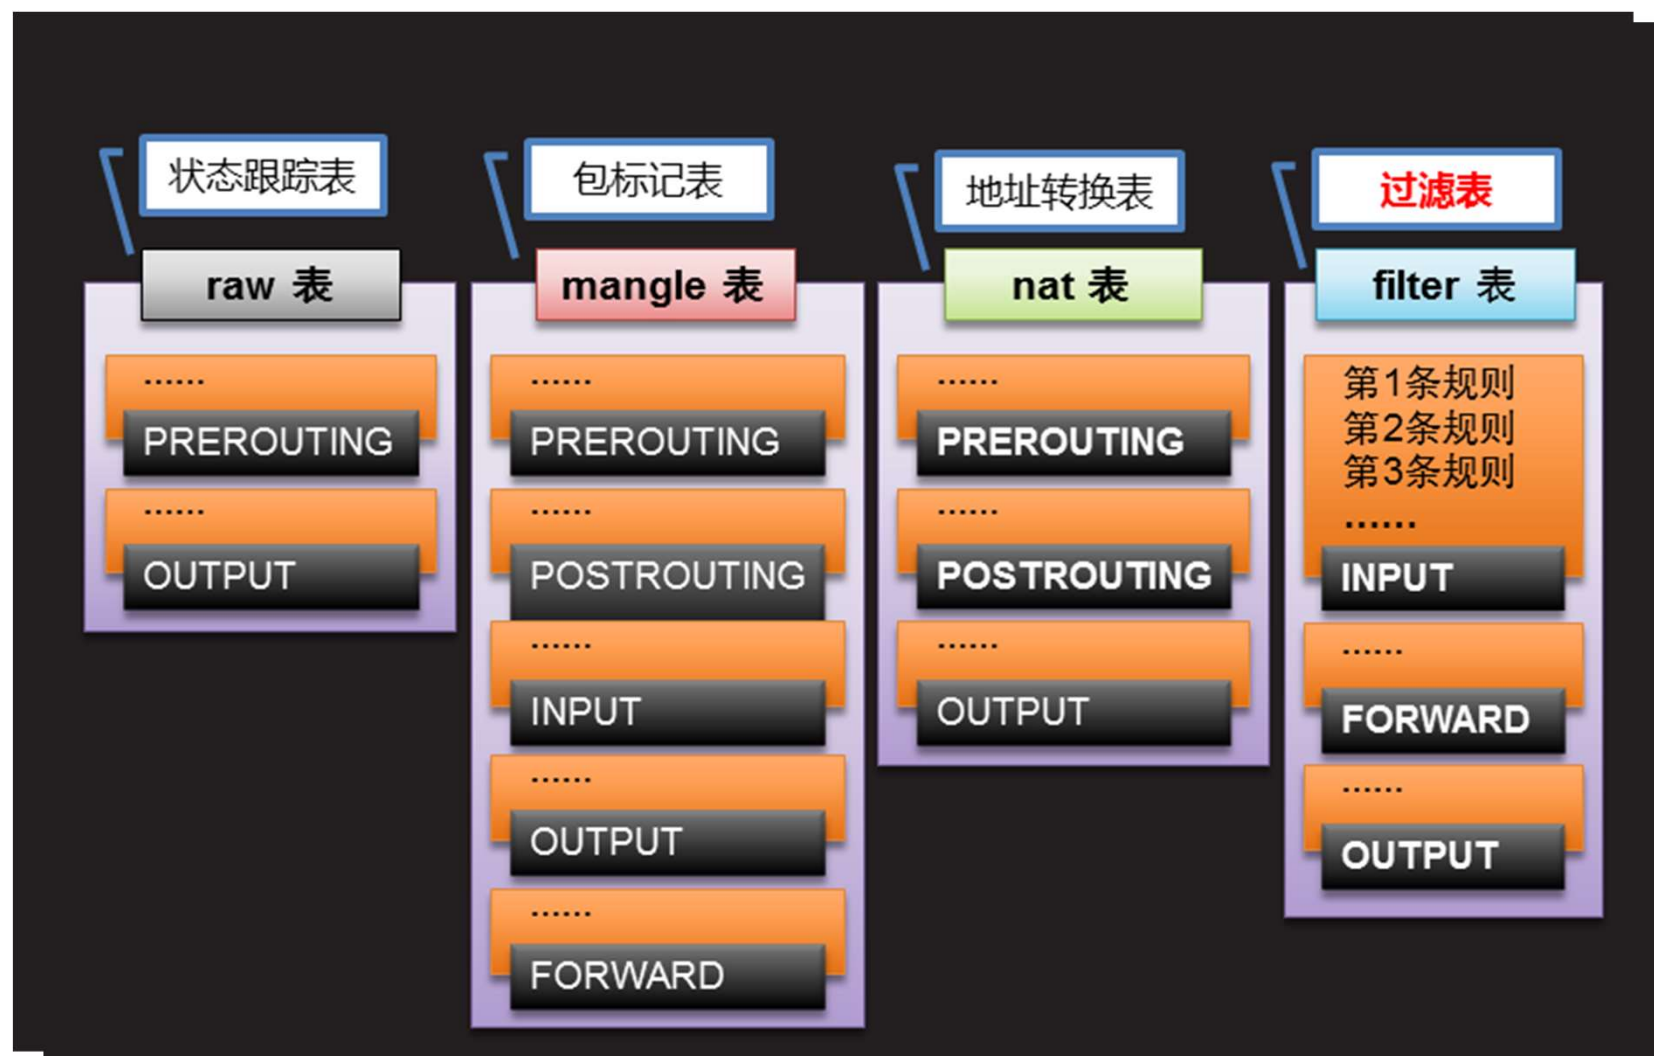 状态跟踪表
raw 表
......
PREROUTING
......
OUTPUT
包标记表
mangle 表
......
PREROUTING
......
POSTROUTING
......
INPUT
......
OUTPUT
......
FORWARD
地址转换表
nat 表
......
PREROUTING
......
POSTROUTING
......
OUTPUT
过滤表
filter 表
第1条规则
第2条规则
第3条规则
......
INPUT
......
FORWARD
......
OUTPUT